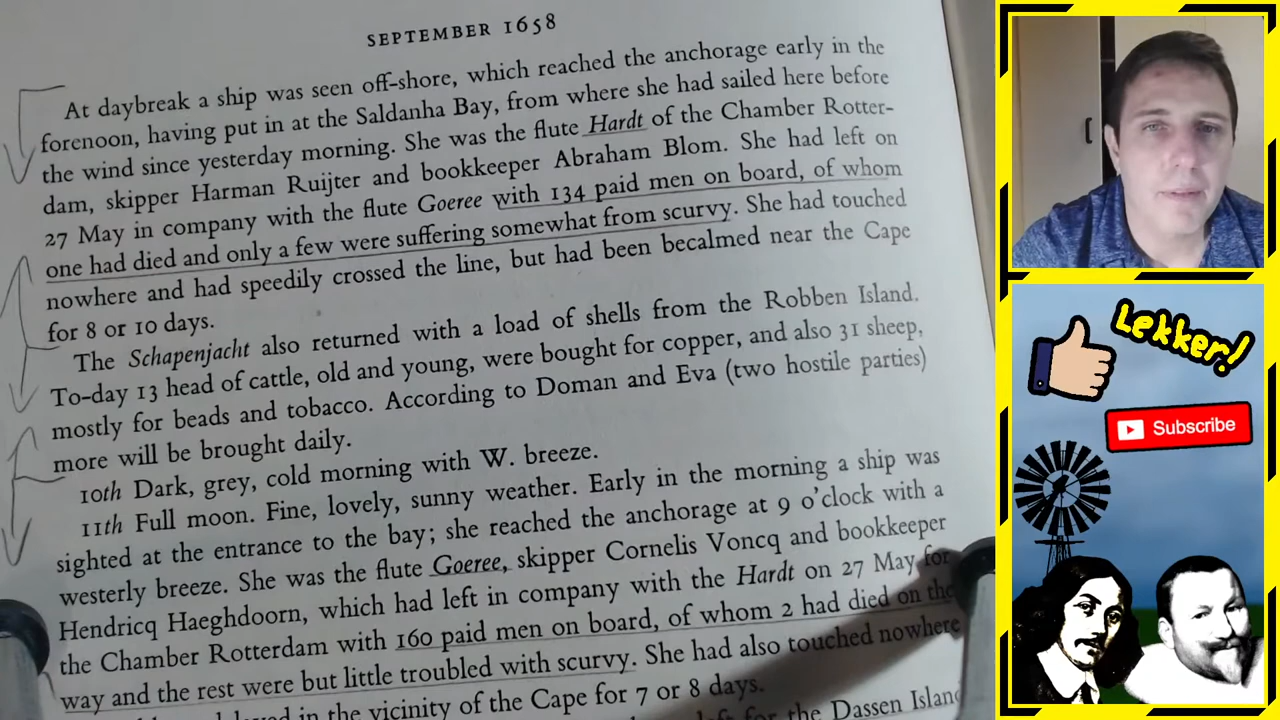 SEPTEMBER 1658
At daybreak a ship was seen off-shore, which reached the anchorage early in the
forenoon, having put in at the Saldanha Bay, from where she had sailed here before
the wind since yesterday morning. She was the flute Hardt of the Chamber Rotter-
dam, skipper Harman Ruijter and bookkeeper Abraham Blom. She had left on
27 May in company with the flute Goeree with 134 paid men on board, of whom
one had died and only a few were suffering somewhat from scurvy. She had touched
nowhere and had speedily crossed the line, but had been becalmed near the Cape
for 8 or 10 days.
The Schapenjacht also returned with a load of shells from the Robben Island.
To-day 13 head of cattle, old and young, were bought for copper, and also 31 sheep,
mostly for beads and tobacco. According to Doman and Eva (two hostile parties)
more will be brought daily.
10th Dark, grey, cold morning with W. breeze.
11th Full moon. Fine, lovely, sunny weather. Early in the morning a ship was
sighted at the entrance to the bay; she reached the anchorage at 9 o'clock with a
westerly breeze. She was the flute Goeree, skipper Cornelis Voncq and bookkeeper
Hendricq Haeghdoorn, which had left in company with the Hardt on 27 May for
the Chamber Rotterdam with 160 paid men on board, of whom 2 had died on the
way and the rest were but little troubled with scurvy. She had also touched nowhere
in the vicinity of the Cape for 7 or 8 days.
for the Dassen Island
Lekker!
Subscribe